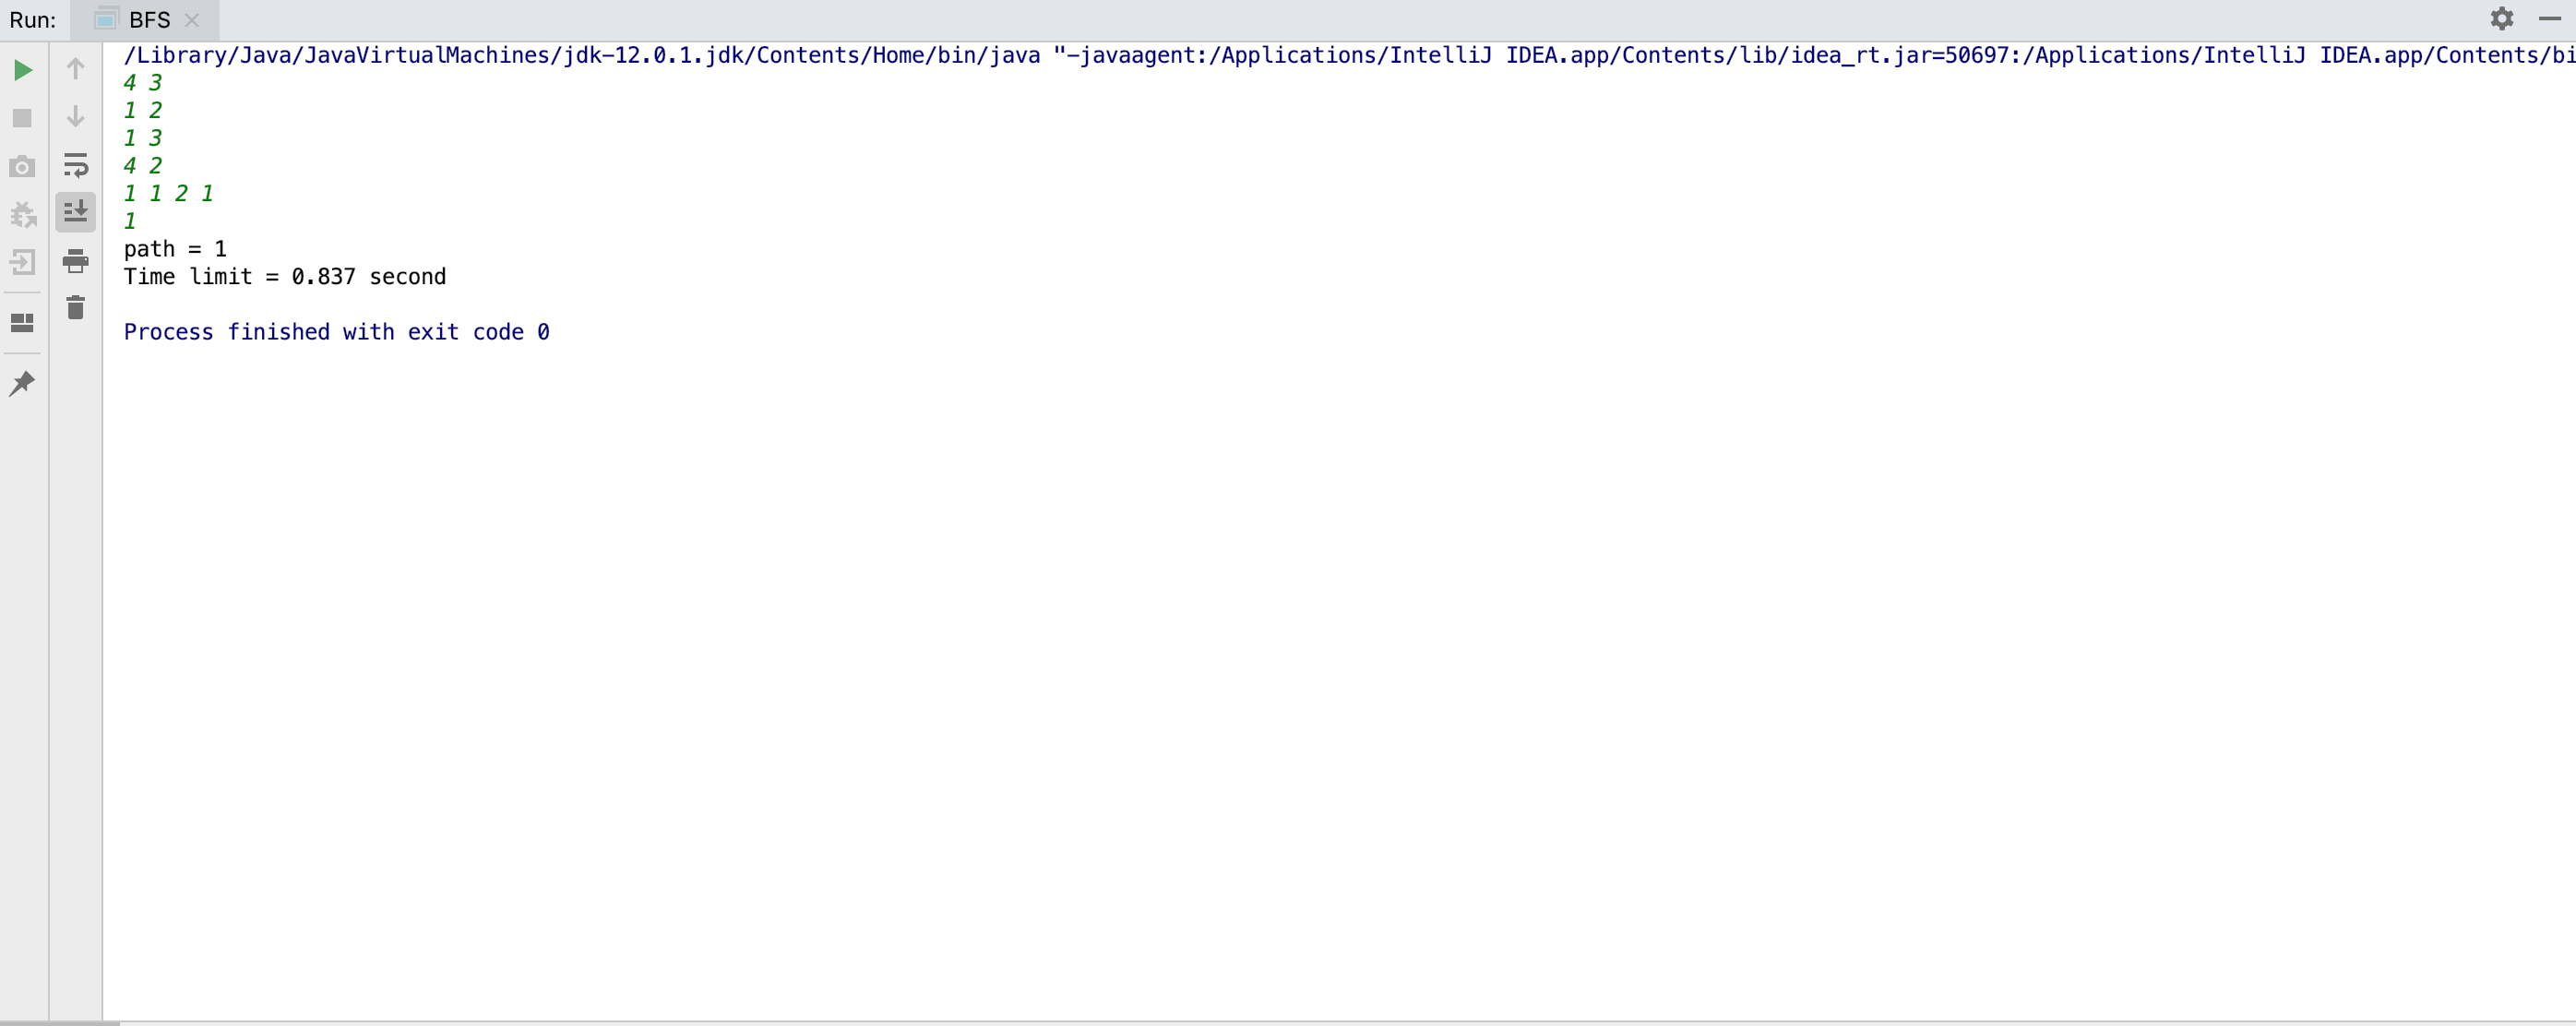 Run: BFS
/Library/Java/JavaVirtualMachines/jdk-12.0.1.jdk/Contents/Home/bin/java "-javaagent:/Applications/IntelliJ IDEA.app/Contents/lib/idea_rt.jar=50697:/Applications/IntelliJ IDEA.app/Contents/bi
4 3
1 2
1 3
4 2
1 1 2 1
1
path = 1
Time limit = 0.837 second
Process finished with exit code 0